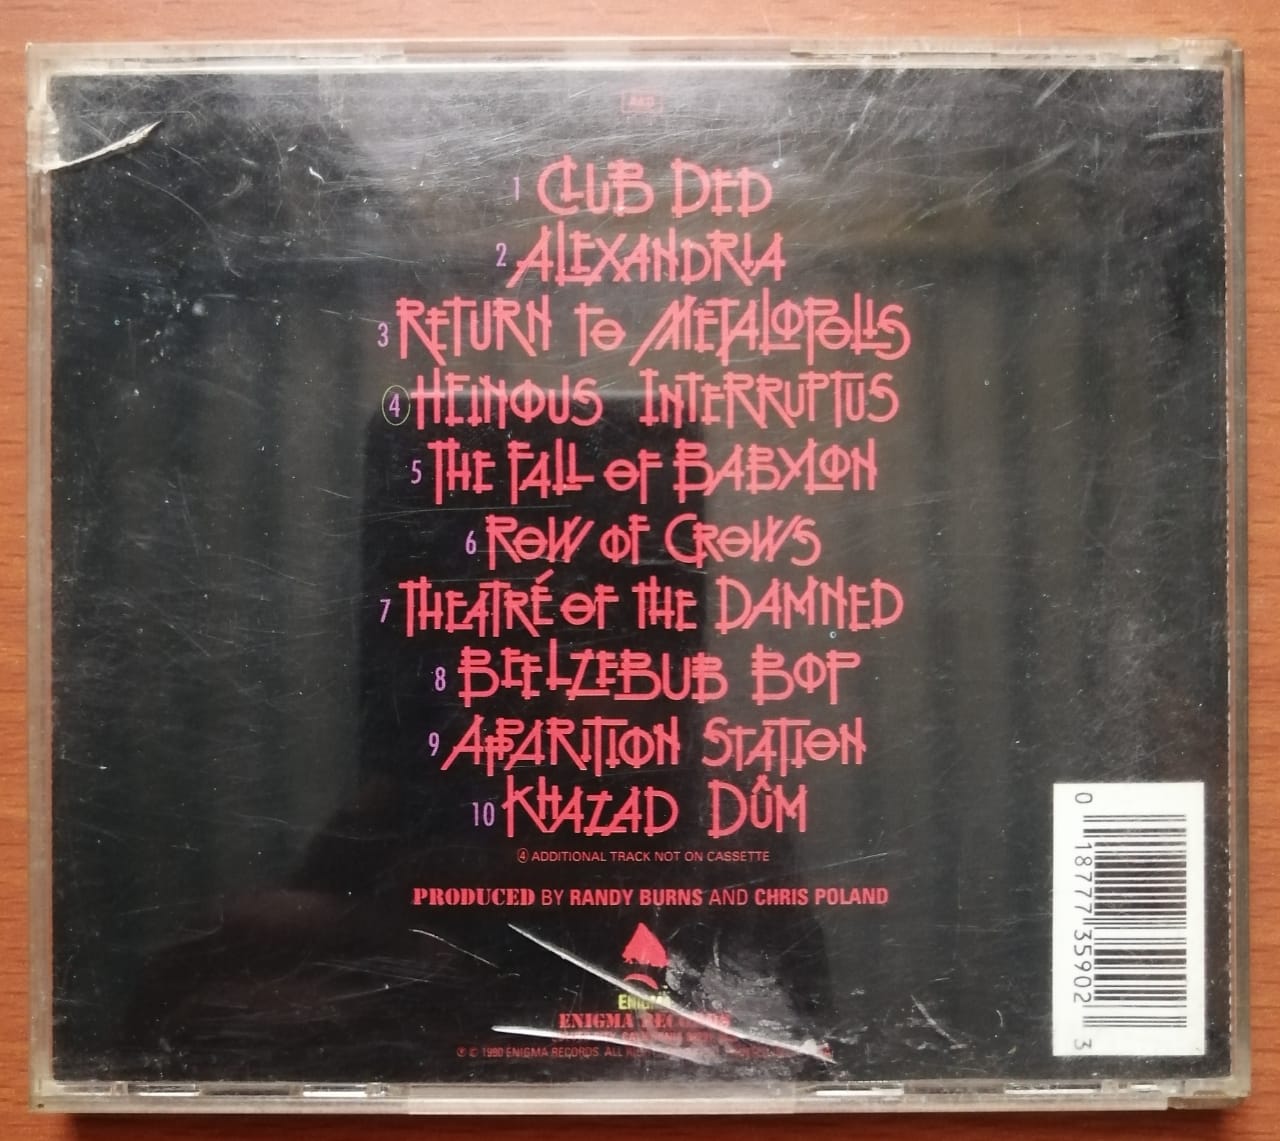 AAD
1 CLUB DED
2 ALEXANDRIA
3 RETURN TO METALOPOLIS
4 HEINOUS INTERRUPTUS
5 THE FALL OF BABYLON
6 ROW OF CROWS
7 THEATRÉ OF THE DAMNED
8 BEELZEBUB BOP
9 APPARITION STATION
10 KHAZAD DÛM
④ ADDITIONAL TRACK NOT ON CASSETTE
PRODUCED BY RANDY BURNS AND CHRIS POLAND
ENIGMA
ENIGMA RECORDS
℗ © 1990 ENIGMA RECORDS. ALL
0 18777 35902 3